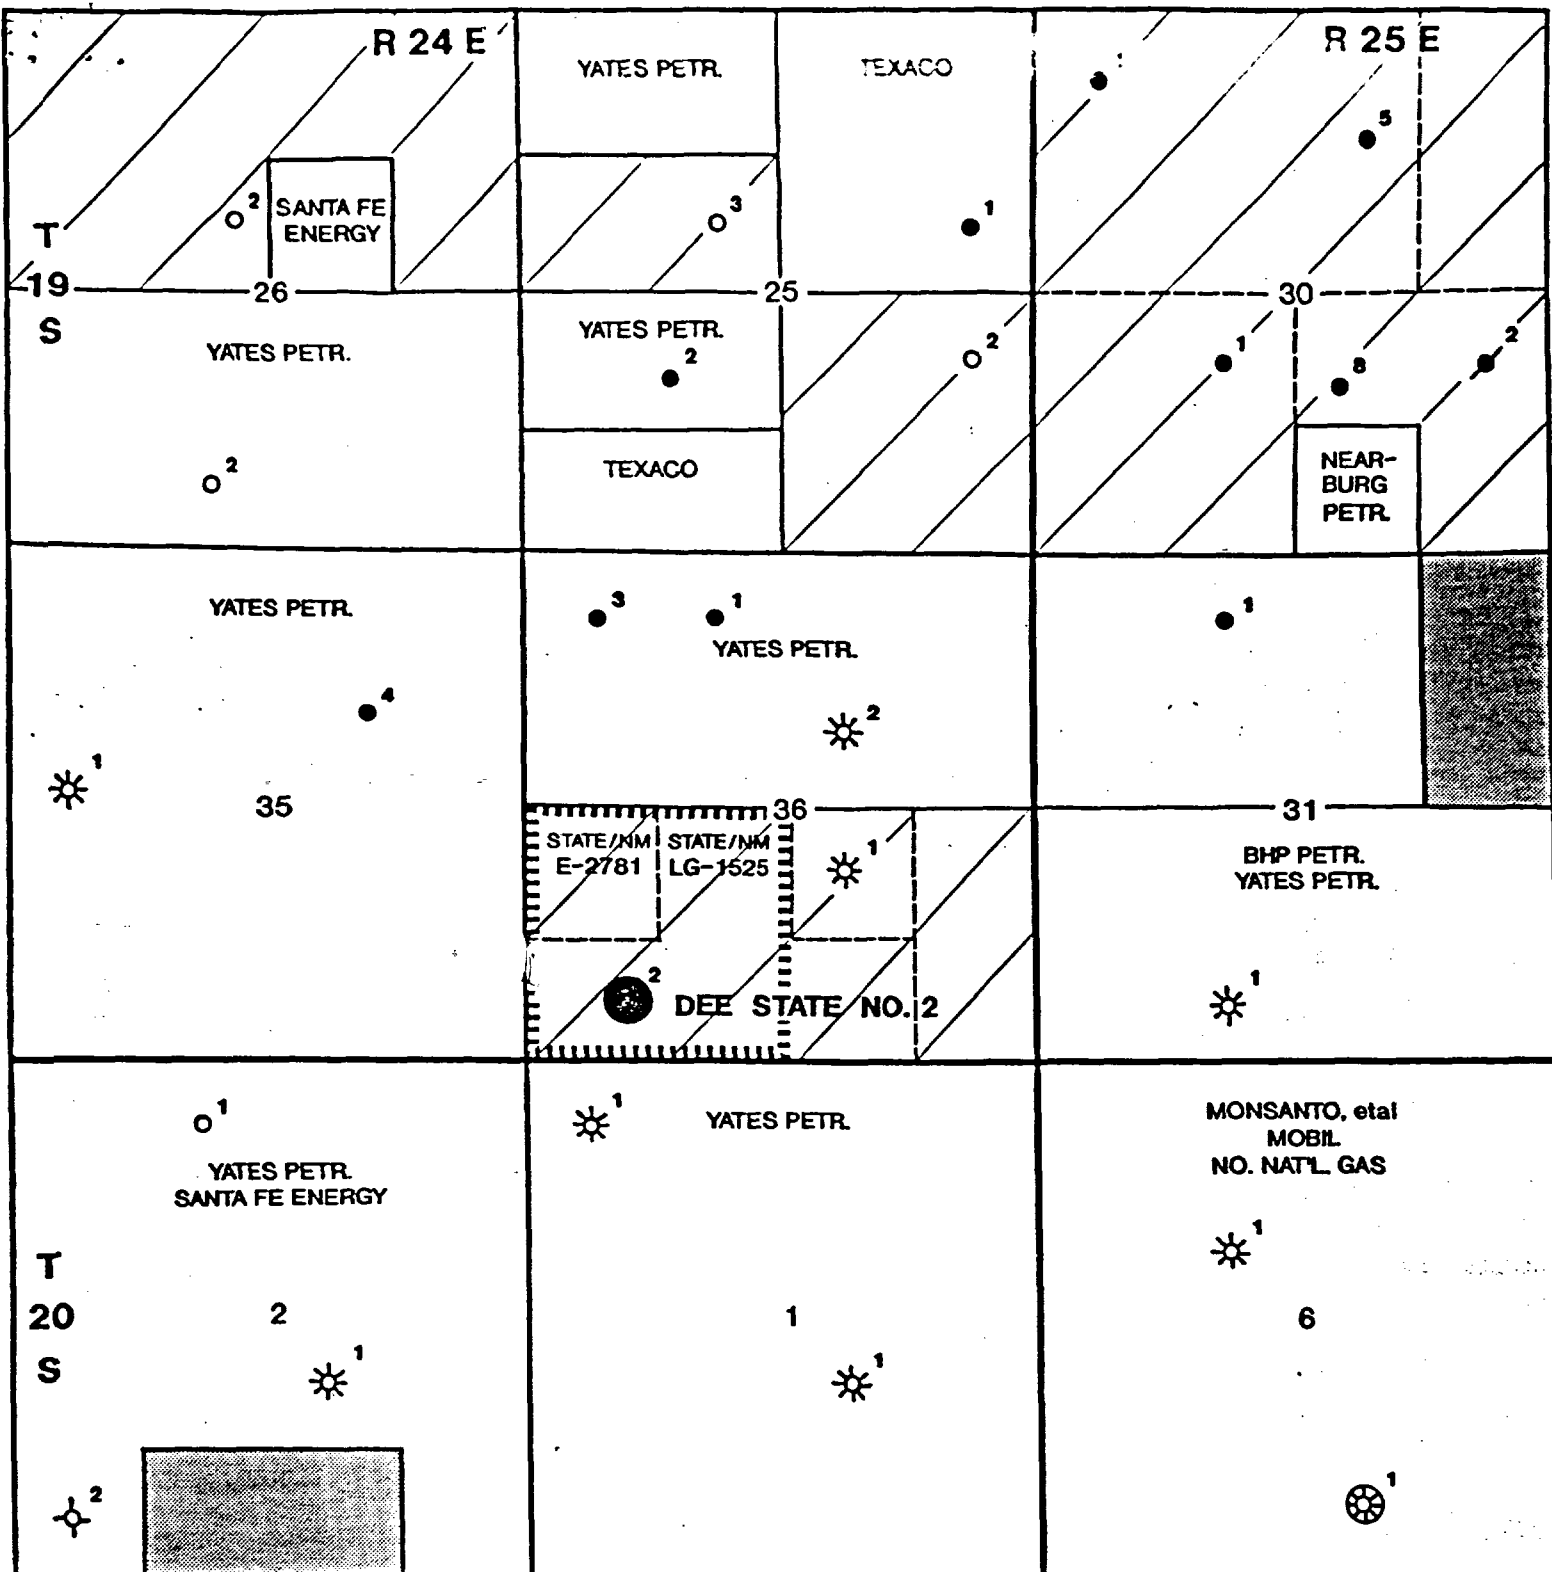 R 24 E
R 25 E
YATES PETR.
TEXACO
5
2
SANTA FE
ENERGY
3
1
T
19
S
26
25
30
YATES PETR.
YATES PETR.
2
2
1
8
2
TEXACO
2
NEAR-
BURG
PETR.
YATES PETR.
3
1
YATES PETR.
1
4
2
1
35
36
31
STATE/NM
E-2781
STATE/NM
LG-1525
1
BHP PETR.
YATES PETR.
2
DEE STATE NO. 2
1
1
YATES PETR.
SANTA FE ENERGY
1
YATES PETR.
MONSANTO, etal
MOBIL
NO. NAT'L. GAS
1
T
20
S
2
1
6
1
1
2
1